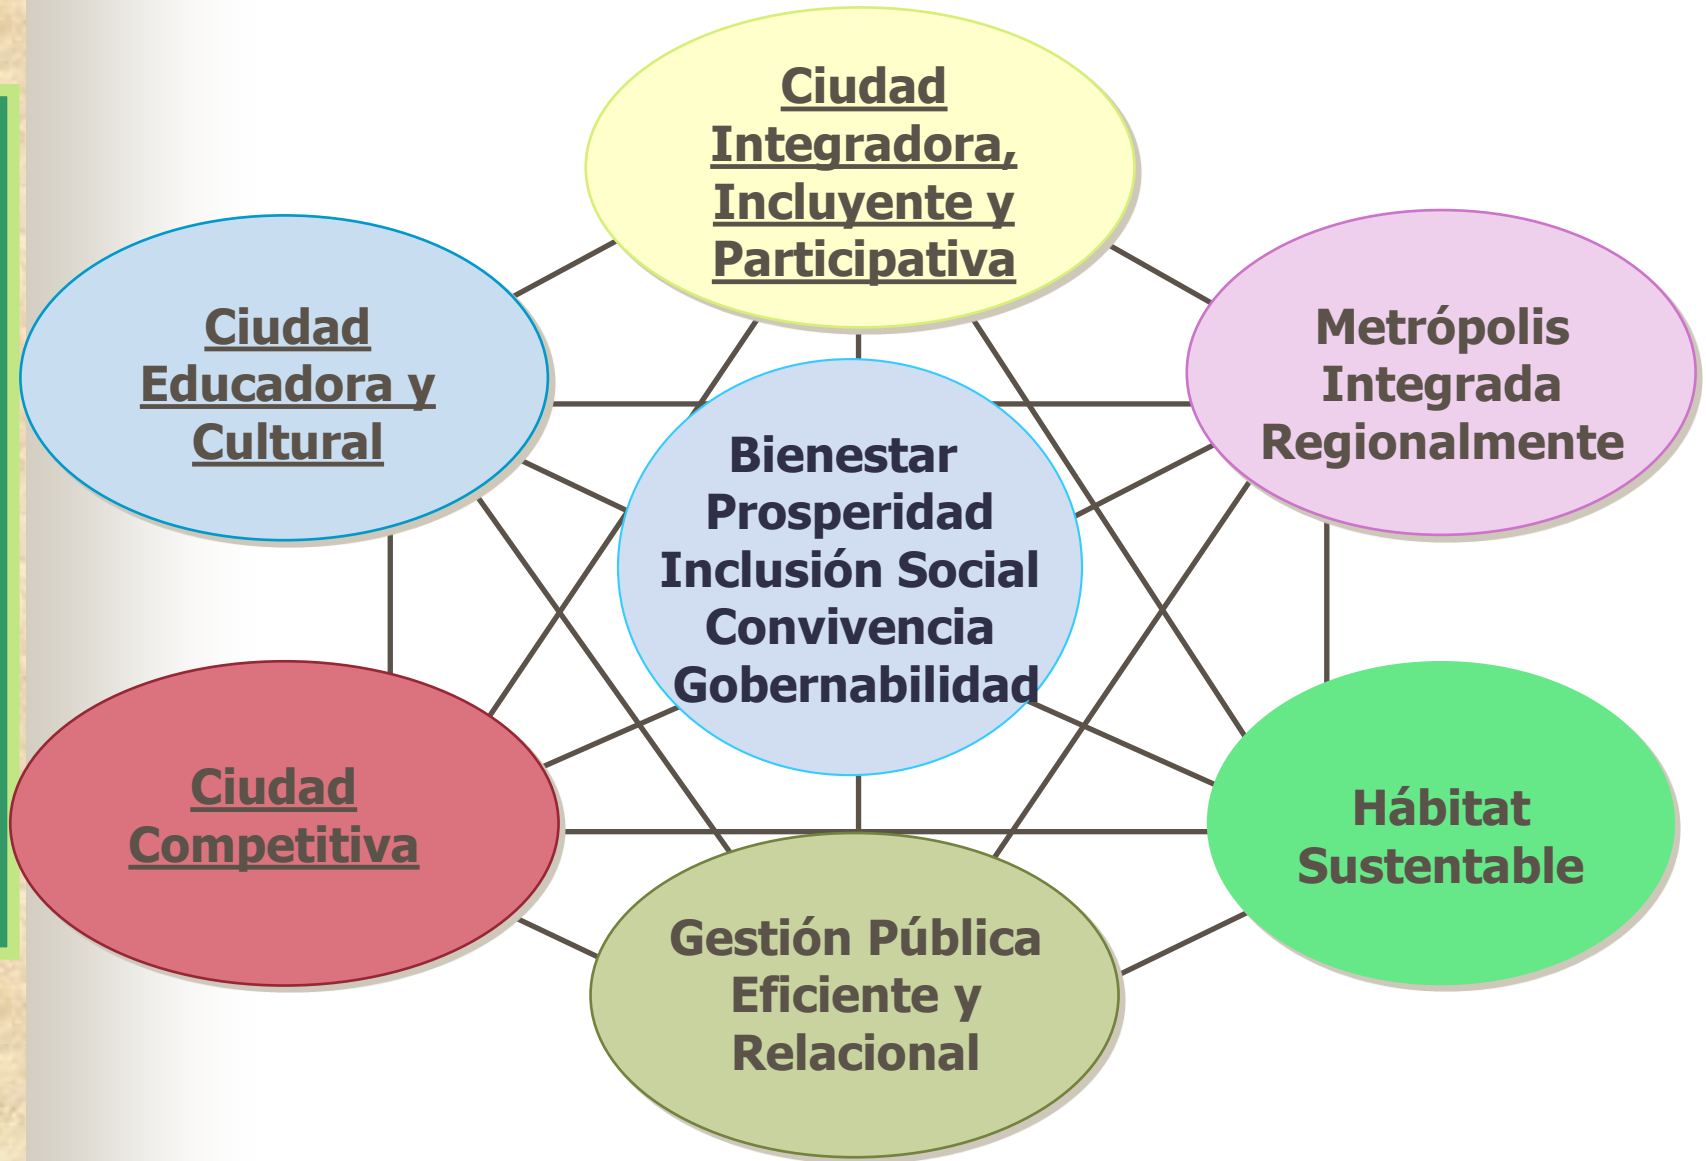 Ciudad
Integradora,
Incluyente y
Participativa
Ciudad
Educadora y
Cultural
Metrópolis
Integrada
Regionalmente
Bienestar
Prosperidad
Inclusión Social
Convivencia
Gobernabilidad
Ciudad
Competitiva
Hábitat
Sustentable
Gestión Pública
Eficiente y
Relacional